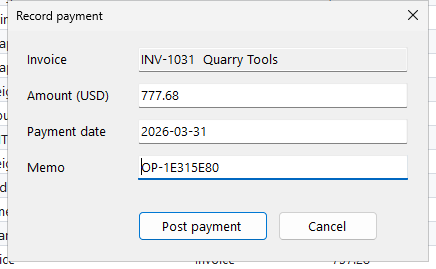 Record payment
Invoice INV-1031 Quarry Tools
Amount (USD) 777.68
Payment date 2026-03-31
Memo OP-1E315E80
Post payment Cancel